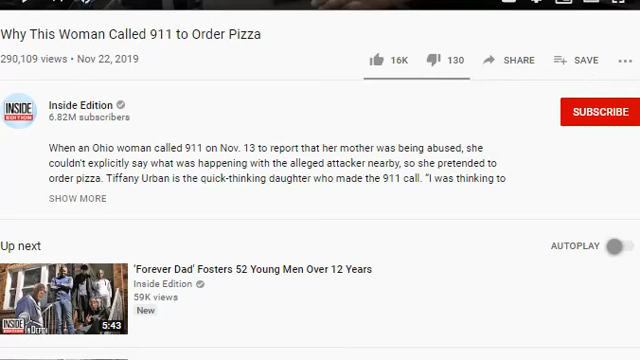 Why This Woman Called 911 to Order Pizza
290,109 views • Nov 22, 2019
16K
130
SHARE
SAVE
INSIDE
EDITION
Inside Edition
6.82M subscribers
SUBSCRIBE
When an Ohio woman called 911 on Nov. 13 to report that her mother was being abused, she
couldn't explicitly say what was happening with the alleged attacker nearby, so she pretended to
order pizza. Tiffany Urban is the quick-thinking daughter who made the 911 call. "I was thinking to
SHOW MORE
Up next
AUTOPLAY
'Forever Dad' Fosters 52 Young Men Over 12 Years
Inside Edition
59K views
New
INSIDE
EDITION
IN DEPTH
5:43